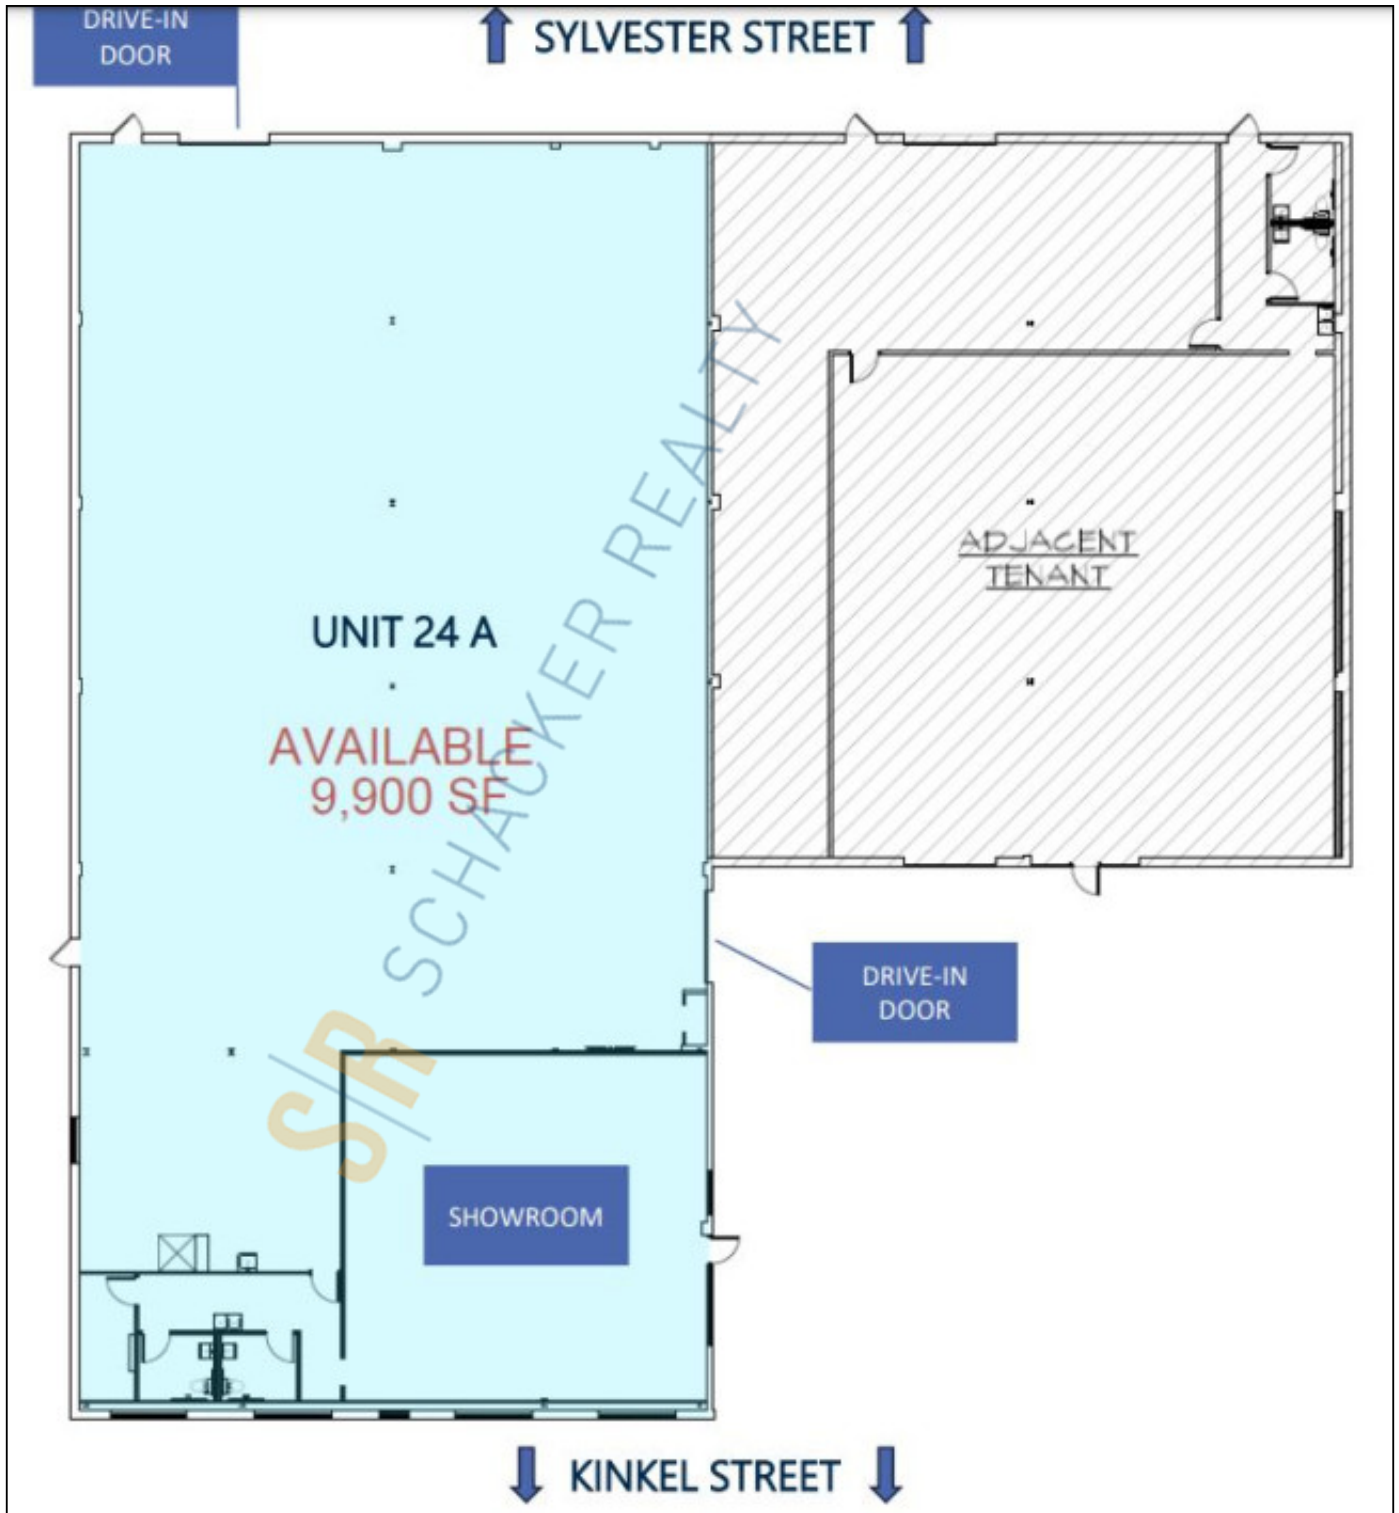 DRIVE-IN
DOOR
SYLVESTER STREET
ADJACENT
TENANT
UNIT 24 A
AVAILABLE
9,900 SF
SR SCHACKER REALTY
DRIVE-IN
DOOR
SHOWROOM
KINKEL STREET